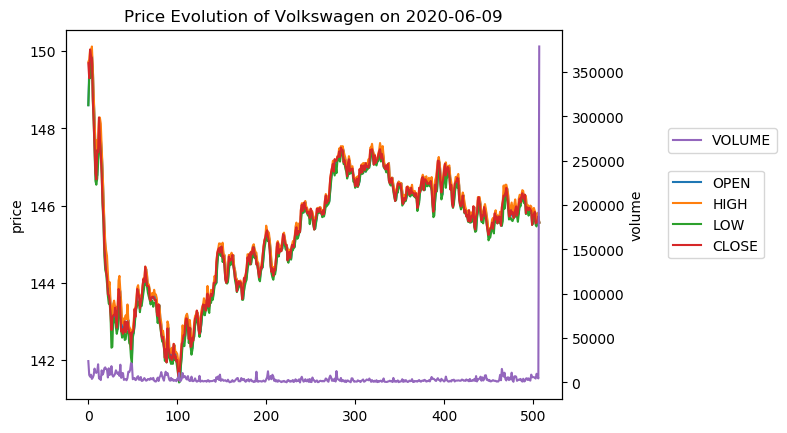 Price Evolution of Volkswagen on 2020-06-09
150
148
146
144
142
price
0
100
200
300
400
500
350000
300000
250000
200000
150000
100000
50000
0
volume
VOLUME
OPEN
HIGH
LOW
CLOSE